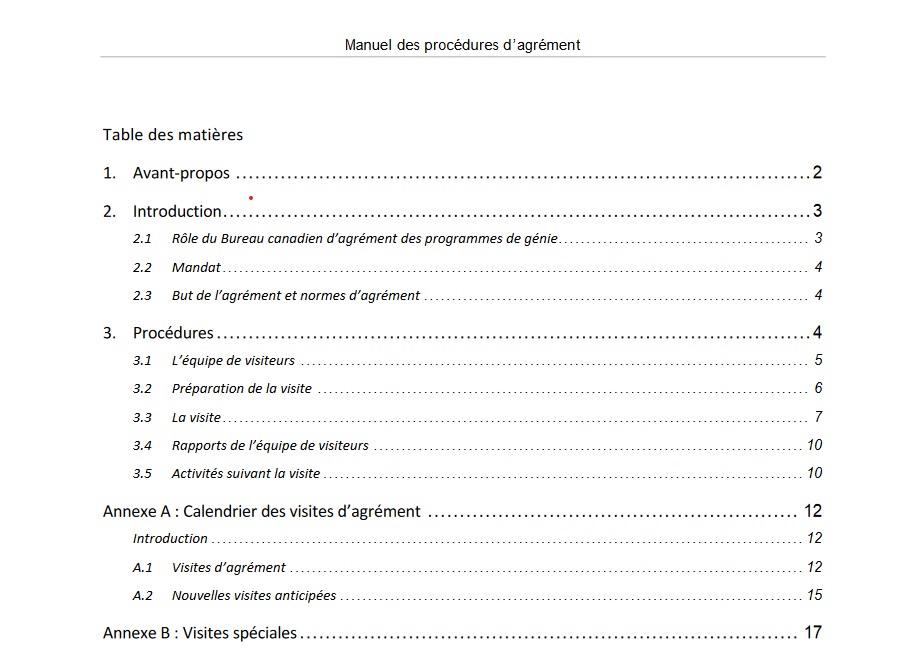 Manuel des procédures d’agrément
Table des matières
1. Avant-propos ........................................................................................ 2
2. Introduction........................................................................................ 3
2.1 Rôle du Bureau canadien d’agrément des programmes de génie........................................ 3
2.2 Mandat........................................................................................ 4
2.3 But de l’agrément et normes d’agrément ........................................................ 4
3. Procédures........................................................................................ 4
3.1 L’équipe de visiteurs ........................................................................ 5
3.2 Préparation de la visite ........................................................................ 6
3.3 La visite........................................................................................ 7
3.4 Rapports de l’équipe de visiteurs ................................................................ 10
3.5 Activités suivant la visite ........................................................................ 10
Annexe A : Calendrier des visites d’agrément ........................................................ 12
Introduction ........................................................................................ 12
A.1 Visites d’agrément ........................................................................ 12
A.2 Nouvelles visites anticipées ................................................................ 15
Annexe B : Visites spéciales........................................................................ 17